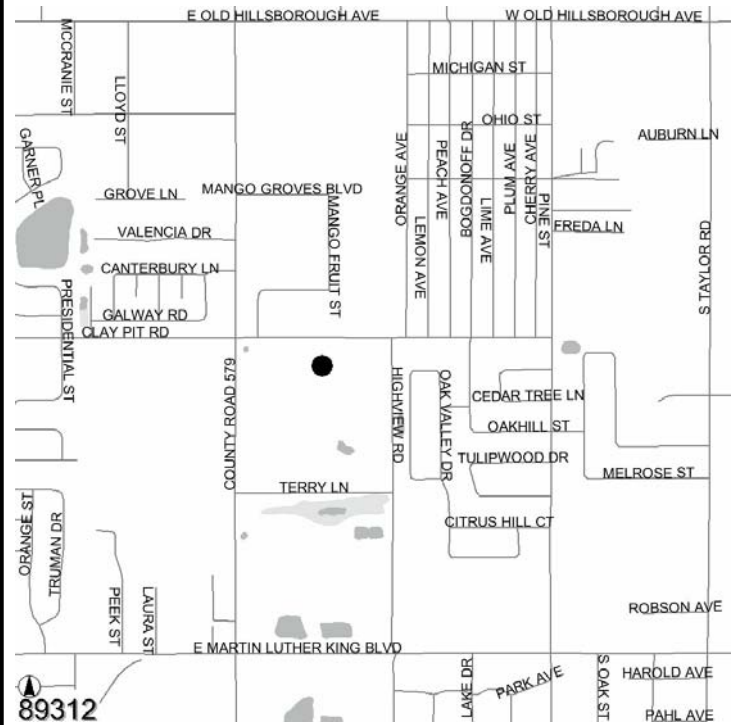 E OLD HILLSBOROUGH AVE
W OLD HILLSBOROUGH AVE
MCCRANIE ST
LLOYD ST
MICHIGAN ST
OHIO ST
AUBURN LN
GARNER PL
ORANGE AVE
PEACH AVE
BOGDONOFF DR
PLUM AVE
CHERRY AVE
GROVE LN
MANGO GROVES BLVD
LEMON AVE
LIME AVE
PINE ST
MANGO FRUIT ST
VALENCIA DR
FREDA LN
S TAYLOR RD
CANTERBURY LN
PRESIDENTIAL ST
GALWAY RD
CLAY PIT RD
COUNTY ROAD 579
HIGHVIEW RD
OAK VALLEY DR
CEDAR TREE LN
OAKHILL ST
TULIPWOOD DR
MELROSE ST
TERRY LN
ORANGE ST
TRUMAN DR
CITRUS HILL CT
PEEK ST
LAURA ST
ROBSON AVE
E MARTIN LUTHER KING BLVD
LAKE DR
PARK AVE
S OAK ST
HAROLD AVE
PAHL AVE
89312